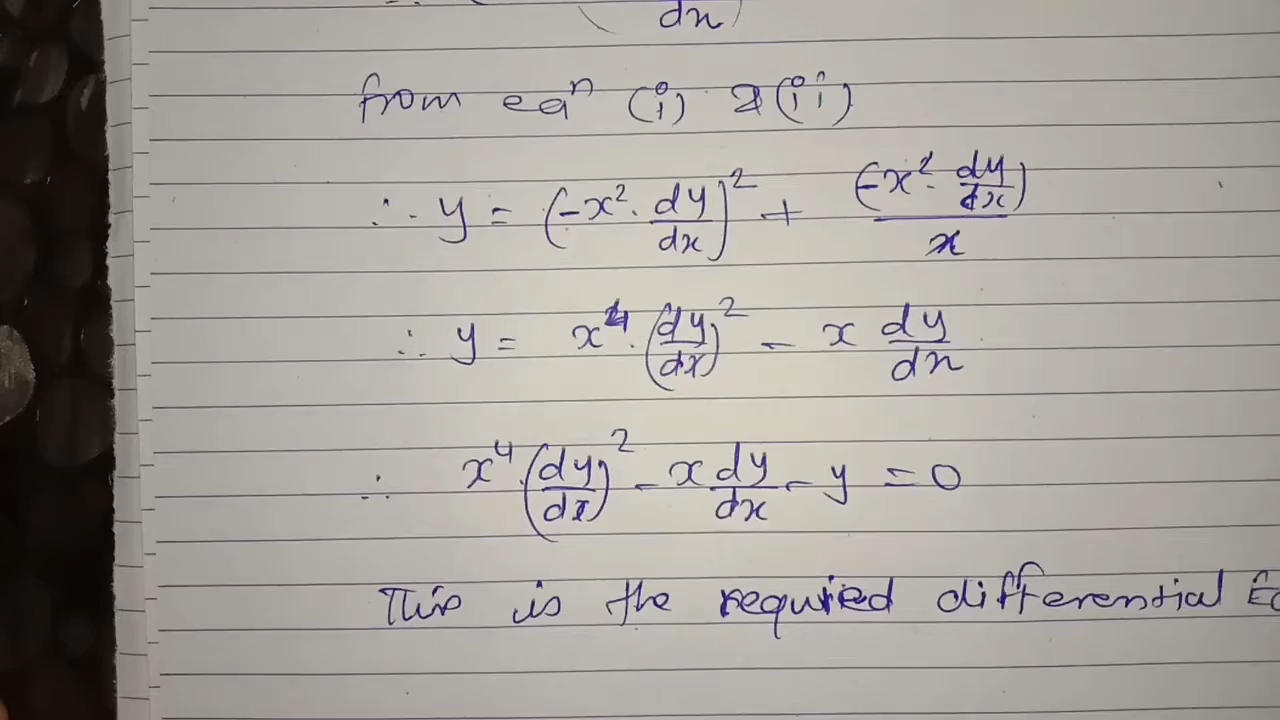 dx
from eqⁿ (i) & (ii)
∴ y = (-x². dy/dx)² + (-x². dy/dx)/x
∴ y = x⁴. (dy/dx)² - x dy/dx
∴ x⁴. (dy/dx)² - x dy/dx - y = 0
This is the required differential